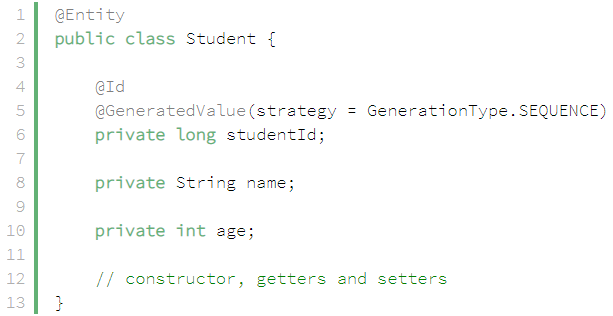 1 @Entity
2 public class Student {
3
4     @Id
5     @GeneratedValue(strategy = GenerationType.SEQUENCE)
6     private long studentId;
7
8     private String name;
9
10     private int age;
11
12     // constructor, getters and setters
13 }